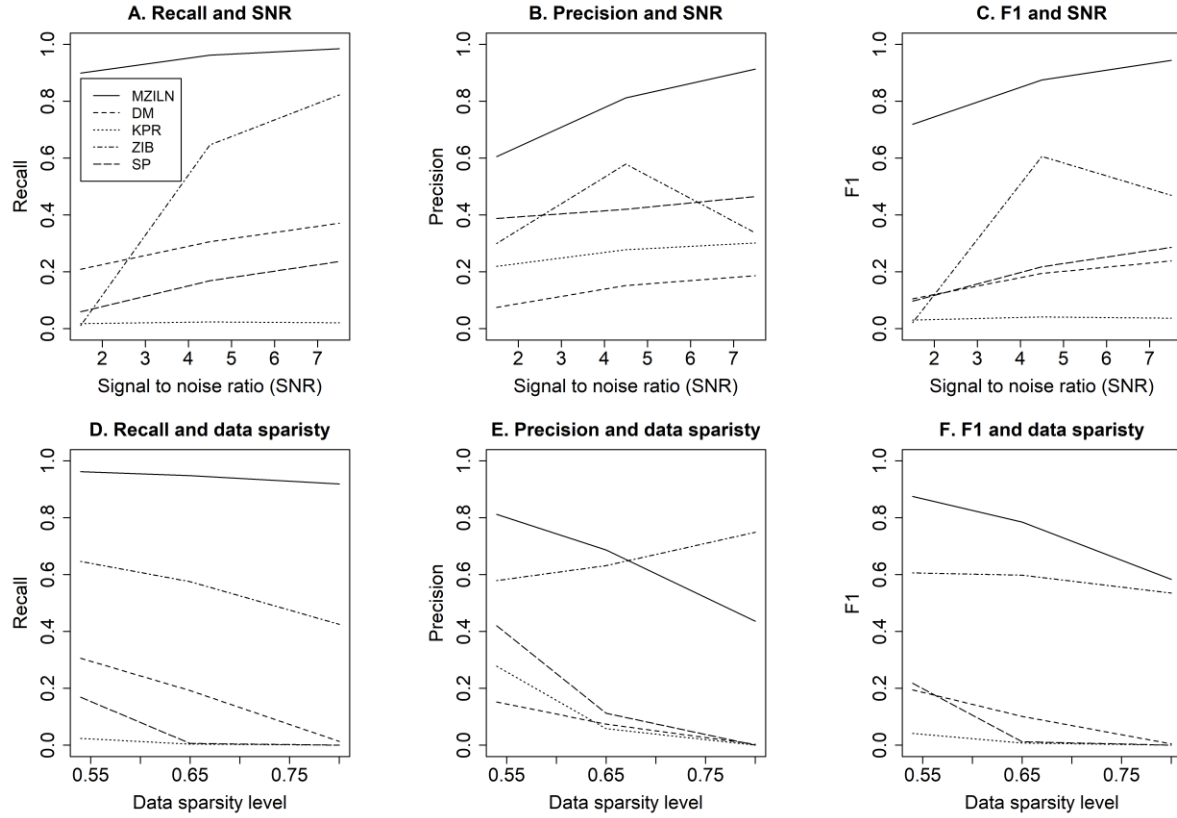 A. Recall and SNR
B. Precision and SNR
C. F1 and SNR
Recall
0.0 0.2 0.4 0.6 0.8 1.0
MZILN
DM
KPR
ZIB
SP
2 3 4 5 6 7
Signal to noise ratio (SNR)
Precision
0.0 0.2 0.4 0.6 0.8 1.0
2 3 4 5 6 7
Signal to noise ratio (SNR)
F1
0.0 0.2 0.4 0.6 0.8 1.0
2 3 4 5 6 7
Signal to noise ratio (SNR)
D. Recall and data sparisty
E. Precision and data sparisty
F. F1 and data sparisty
Recall
0.0 0.2 0.4 0.6 0.8 1.0
0.55 0.65 0.75
Data sparsity level
Precision
0.0 0.2 0.4 0.6 0.8 1.0
0.55 0.65 0.75
Data sparsity level
F1
0.0 0.2 0.4 0.6 0.8 1.0
0.55 0.65 0.75
Data sparsity level